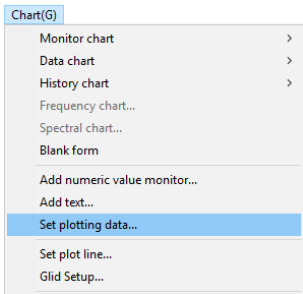 Chart(G)
Monitor chart
Data chart
History chart
Frequency chart...
Spectral chart...
Blank form
Add numeric value monitor...
Add text...
Set plotting data...
Set plot line...
Glid Setup...